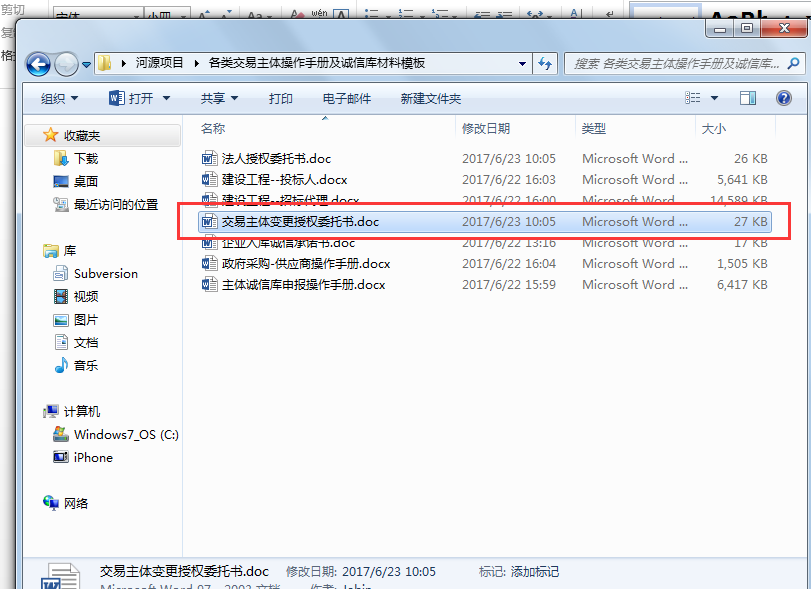 剪切
宋体 小四 A A Aa wén A
河源项目 各类交易主体操作手册及诚信库材料模板 搜索 各类交易主体操作手册及诚信库...
组织 打开 共享 打印 电子邮件 新建文件夹
名称 修改日期 类型 大小
收藏夹
下载
桌面
最近访问的位置
库
Subversion
视频
图片
文档
音乐
计算机
Windows7_OS (C:)
iPhone
网络
法人授权委托书.doc 2017/6/23 10:05 Microsoft Word ... 26 KB
建设工程--投标人.docx 2017/6/22 16:03 Microsoft Word ... 5,641 KB
建设工程--招标代理.docx 2017/6/22 16:00 Microsoft Word ... 14,589 KB
交易主体变更授权委托书.doc 2017/6/23 10:05 Microsoft Word ... 27 KB
企业入库诚信承诺书.doc 2017/6/22 13:16 Microsoft Word ... 17 KB
政府采购-供应商操作手册.docx 2017/6/22 16:04 Microsoft Word ... 1,505 KB
主体诚信库申报操作手册.docx 2017/6/22 15:59 Microsoft Word ... 6,417 KB
交易主体变更授权委托书.doc 修改日期: 2017/6/23 10:05 标记: 添加标记
Microsoft Word 97 - 2003 文档 作者: